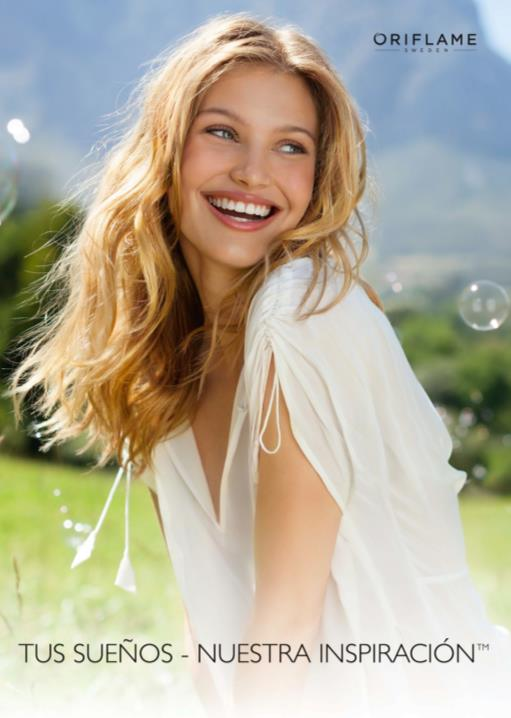 ORIFLAME
SWEDEN
TUS SUEÑOS - NUESTRA INSPIRACIÓN™